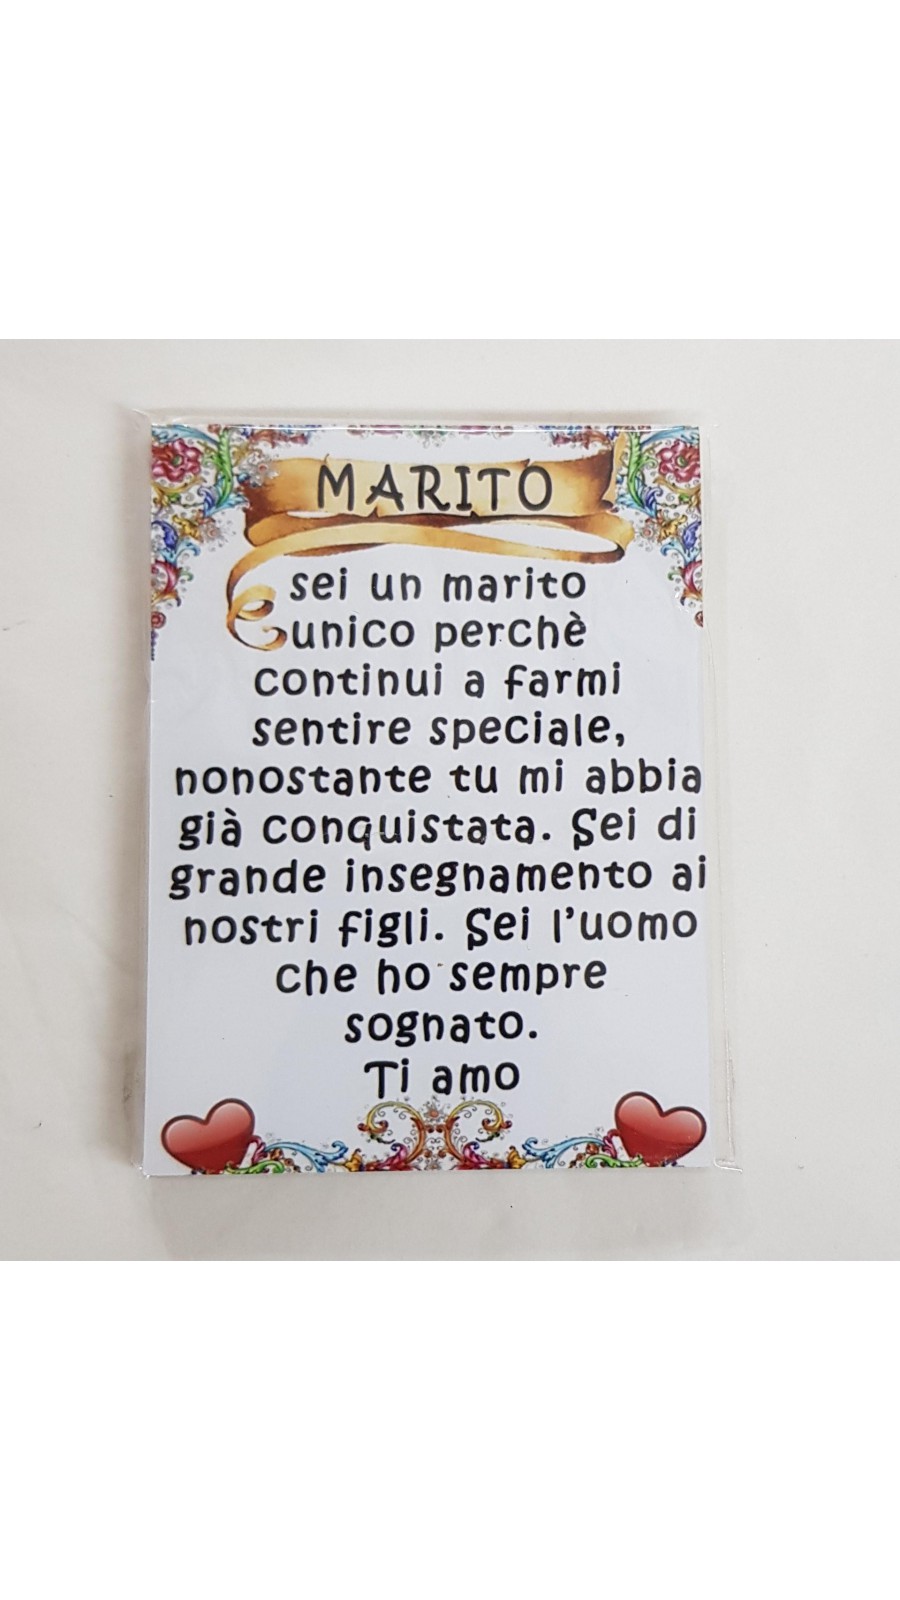 MARITO
sei un marito
unico perchè
continui a farmi
sentire speciale,
nonostante tu mi abbia
già conquistata. Sei di
grande insegnamento ai
nostri figli. Sei l'uomo
che ho sempre
sognato.
Ti amo